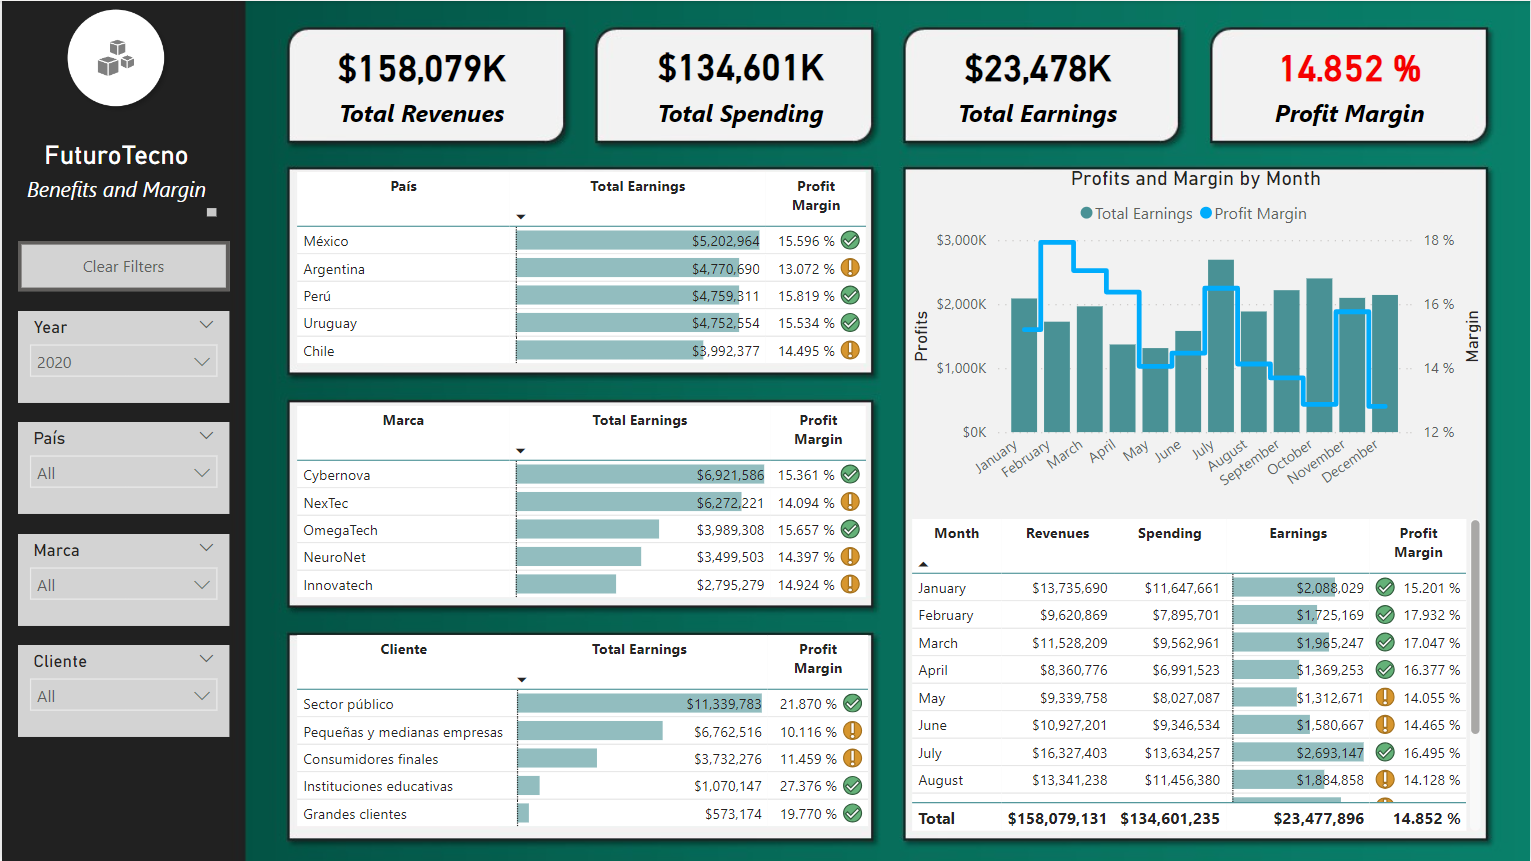 FuturoTecno
Benefits and Margin
Clear Filters
Year
2020
País
All
Marca
All
Cliente
All
$158,079K
Total Revenues
$134,601K
Total Spending
$23,478K
Total Earnings
14.852 %
Profit Margin
País Total Earnings Profit Margin
México $5,202,964 15.596 %
Argentina $4,770,690 13.072 %
Perú $4,759,311 15.819 %
Uruguay $4,752,554 15.534 %
Chile $3,992,377 14.495 %
Marca Total Earnings Profit Margin
Cybernova $6,921,586 15.361 %
NexTec $6,272,221 14.094 %
OmegaTech $3,989,308 15.657 %
NeuroNet $3,499,503 14.397 %
Innovatech $2,795,279 14.924 %
Cliente Total Earnings Profit Margin
Sector público $11,339,783 21.870 %
Pequeñas y medianas empresas $6,762,516 10.116 %
Consumidores finales $3,732,276 11.459 %
Instituciones educativas $1,070,147 27.376 %
Grandes clientes $573,174 19.770 %
Profits and Margin by Month
Total Earnings Profit Margin
$3,000K 18 %
$2,000K 16 %
$1,000K 14 %
$0K 12 %
Profits
Margin
January February March April May June July August September October November December
Month Revenues Spending Earnings Profit Margin
January $13,735,690 $11,647,661 $2,088,029 15.201 %
February $9,620,869 $7,895,701 $1,725,169 17.932 %
March $11,528,209 $9,562,961 $1,965,247 17.047 %
April $8,360,776 $6,991,523 $1,369,253 16.377 %
May $9,339,758 $8,027,087 $1,312,671 14.055 %
June $10,927,201 $9,346,534 $1,580,667 14.465 %
July $16,327,403 $13,634,257 $2,693,147 16.495 %
August $13,341,238 $11,456,380 $1,884,858 14.128 %
Total $158,079,131 $134,601,235 $23,477,896 14.852 %